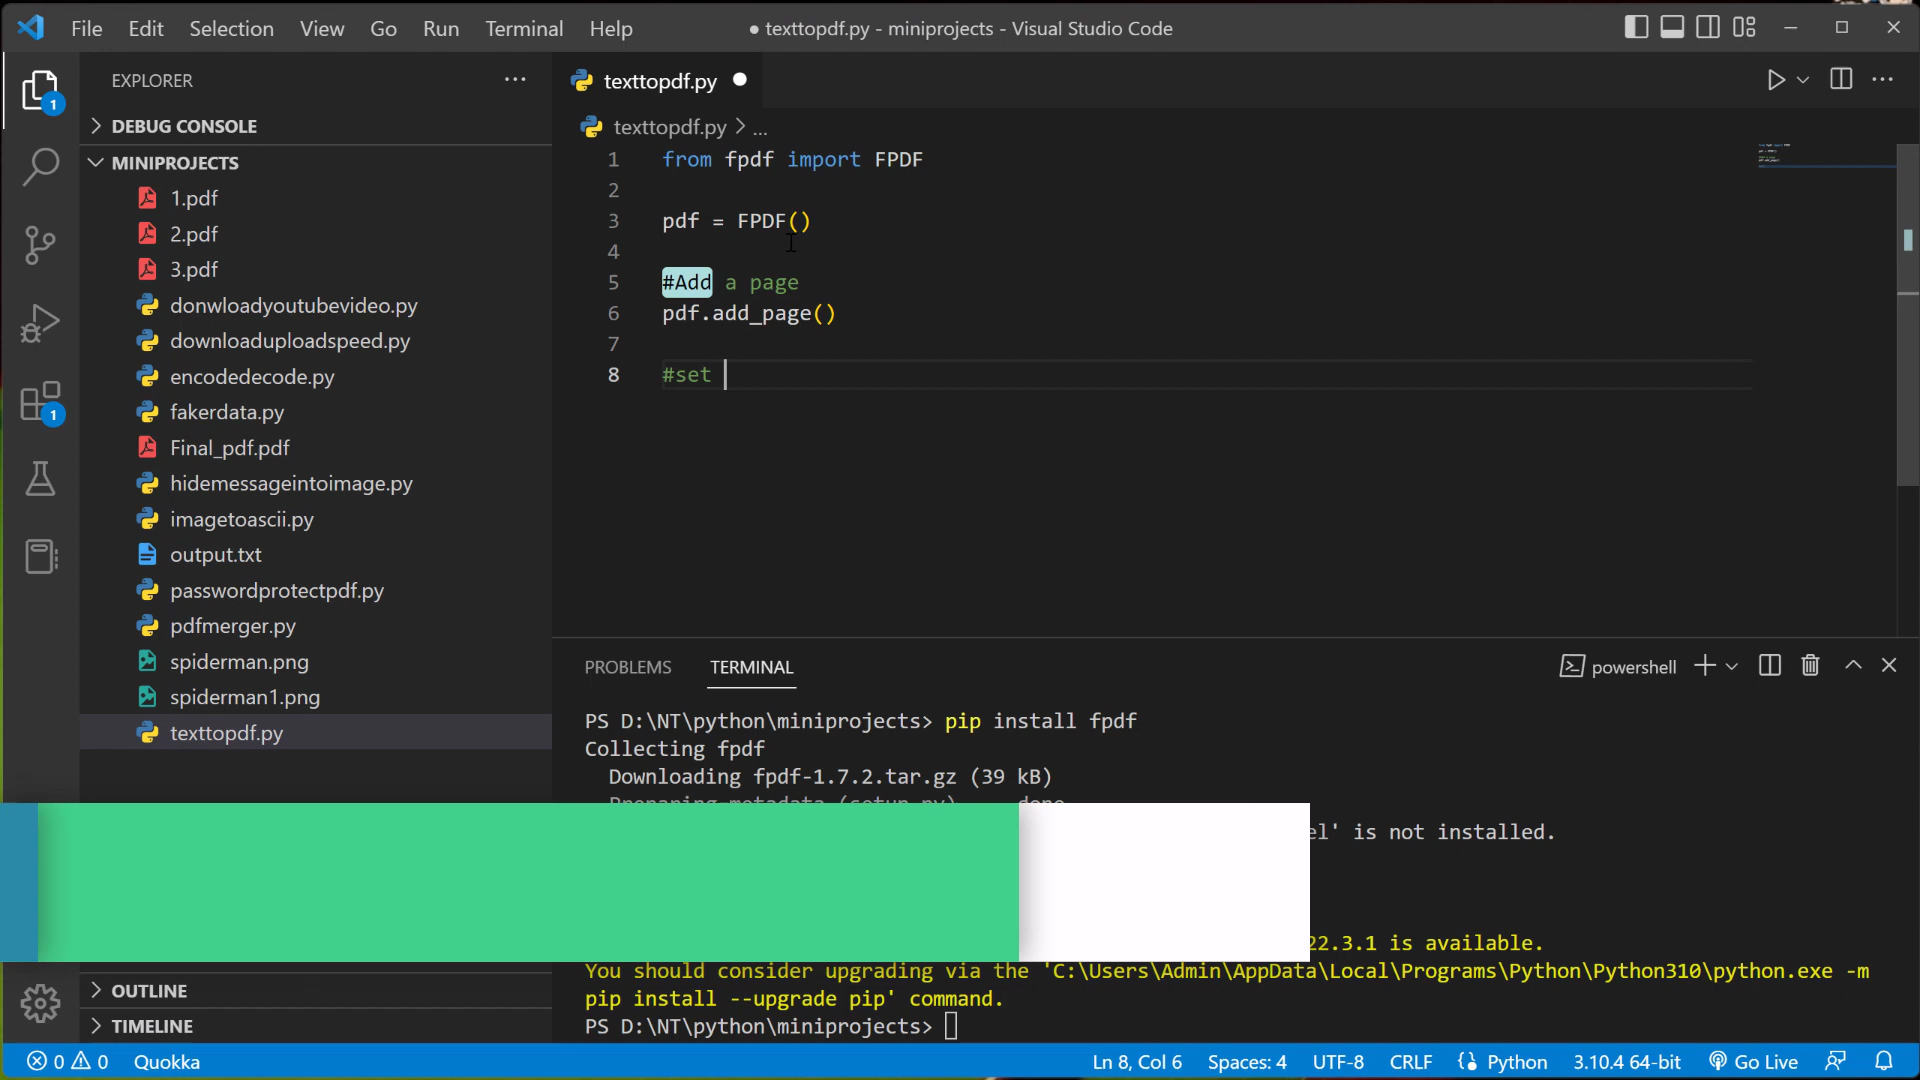 File Edit Selection View Go Run Terminal Help
● texttopdf.py - miniprojects - Visual Studio Code
EXPLORER
DEBUG CONSOLE
MINIPROJECTS
1.pdf
2.pdf
3.pdf
donwloadyoutubevideo.py
downloaduploadspeed.py
encodedecode.py
fakerdata.py
Final_pdf.pdf
hidemessageintoimage.py
imagetoascii.py
output.txt
passwordprotectpdf.py
pdfmerger.py
spiderman.png
spiderman1.png
texttopdf.py
OUTLINE
TIMELINE
1
1
texttopdf.py
texttopdf.py > ...
1 from fpdf import FPDF
2
3 pdf = FPDF()
4
5 #Add a page
6 pdf.add_page()
7
8 #set
PROBLEMS TERMINAL
powershell
PS D:\NT\python\miniprojects> pip install fpdf
Collecting fpdf
Downloading fpdf-1.7.2.tar.gz (39 kB)
Preparing metadata (setup.py) ... done
el' is not installed.
22.3.1 is available.
You should consider upgrading via the 'C:\Users\Admin\AppData\Local\Programs\Python\Python310\python.exe -m
pip install --upgrade pip' command.
PS D:\NT\python\miniprojects>
0 0 Quokka
Ln 8, Col 6 Spaces: 4 UTF-8 CRLF Python 3.10.4 64-bit Go Live